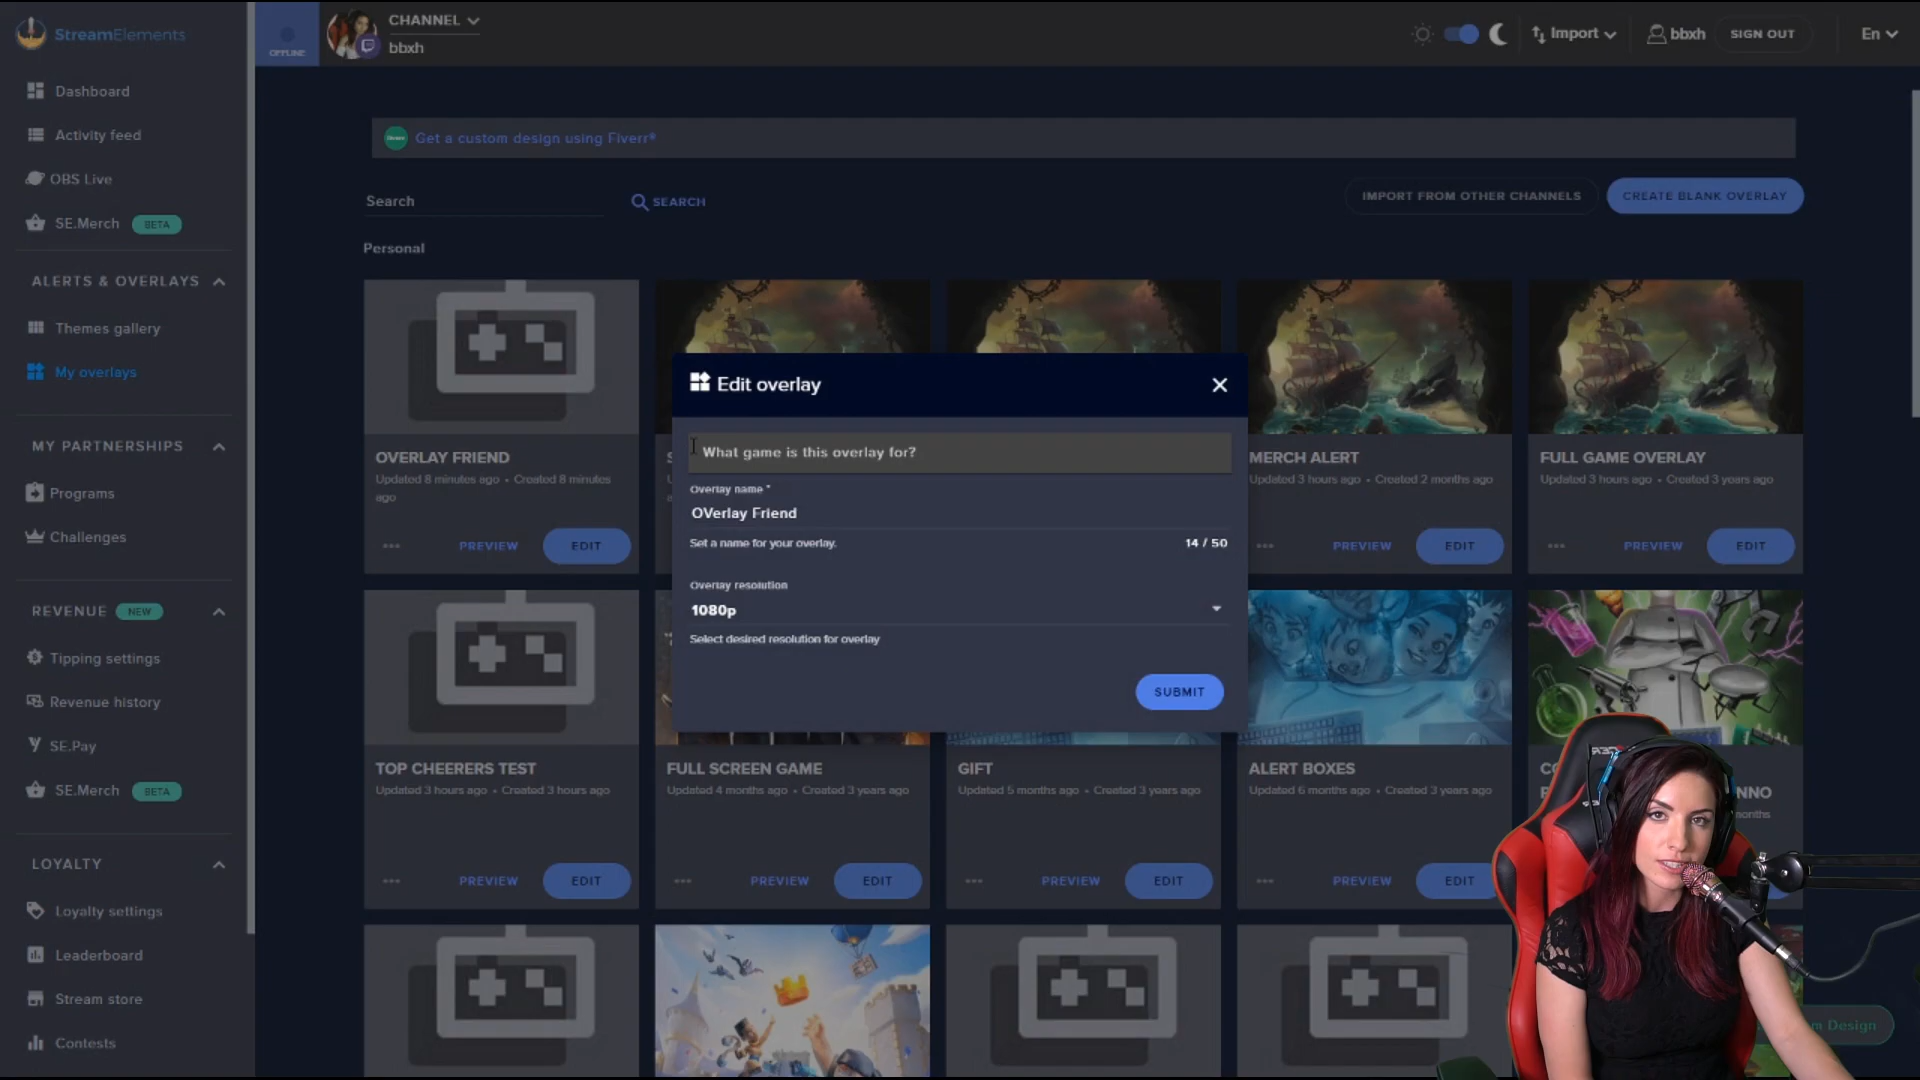 StreamElements
OFFLINE
CHANNEL
bbxh
Import
bbxh
SIGN OUT
En
Dashboard
Activity feed
OBS Live
SE.Merch BETA
ALERTS & OVERLAYS
Themes gallery
My overlays
MY PARTNERSHIPS
Programs
Challenges
REVENUE NEW
Tipping settings
Revenue history
SE.Pay
SE.Merch BETA
LOYALTY
Loyalty settings
Leaderboard
Stream store
Contests
Get a custom design using Fiverr®
Search
SEARCH
IMPORT FROM OTHER CHANNELS
CREATE BLANK OVERLAY
Personal
OVERLAY FRIEND
Updated 8 minutes ago • Created 8 minutes
ago
PREVIEW EDIT
MERCH ALERT
Updated 3 hours ago • Created 2 months ago
PREVIEW EDIT
FULL GAME OVERLAY
Updated 3 hours ago • Created 3 years ago
PREVIEW EDIT
Edit overlay
What game is this overlay for?
Overlay name *
OVerlay Friend
Set a name for your overlay.
14 / 50
Overlay resolution
1080p
Select desired resolution for overlay
SUBMIT
TOP CHEERERS TEST
Updated 3 hours ago • Created 3 hours ago
PREVIEW EDIT
FULL SCREEN GAME
Updated 4 months ago • Created 3 years ago
PREVIEW EDIT
GIFT
Updated 5 months ago • Created 3 years ago
PREVIEW EDIT
ALERT BOXES
Updated 6 months ago • Created 3 years ago
PREVIEW EDIT
months
Design